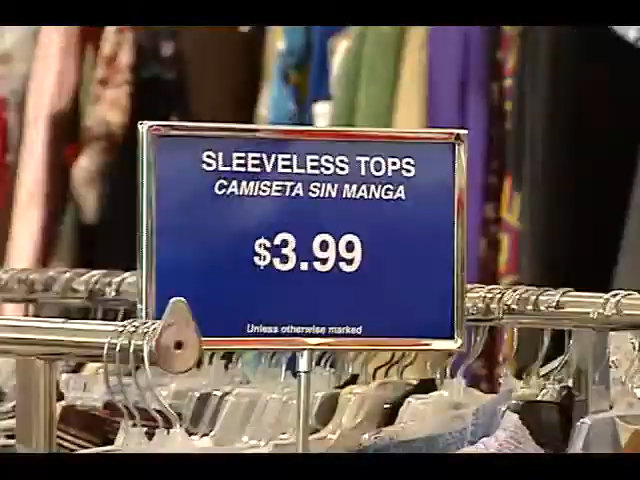 SLEEVELESS TOPS
CAMISETA SIN MANGA
$3.99
Unless otherwise marked